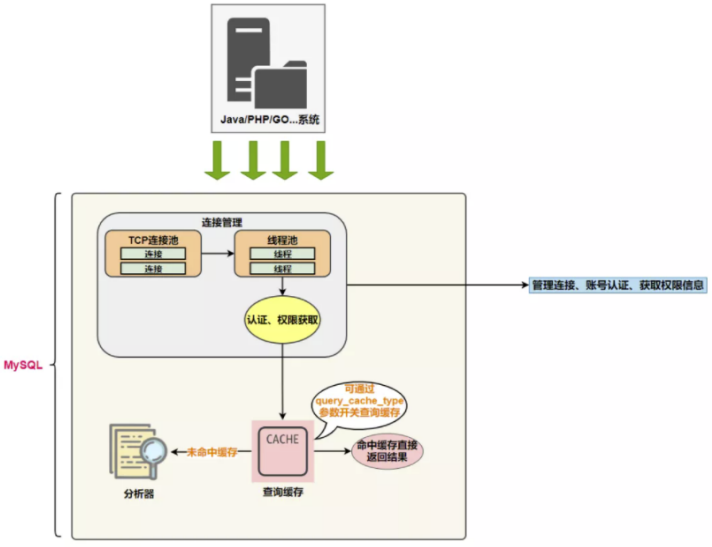 Java/PHP/GO...系统
连接管理
TCP连接池
连接
连接
线程池
线程
线程
认证、权限获取
管理连接、账号认证、获取权限信息
MySQL
可通过
query_cache_type
参数开关查询缓存
CACHE
未命中缓存
命中缓存直接
返回结果
分析器
查询缓存